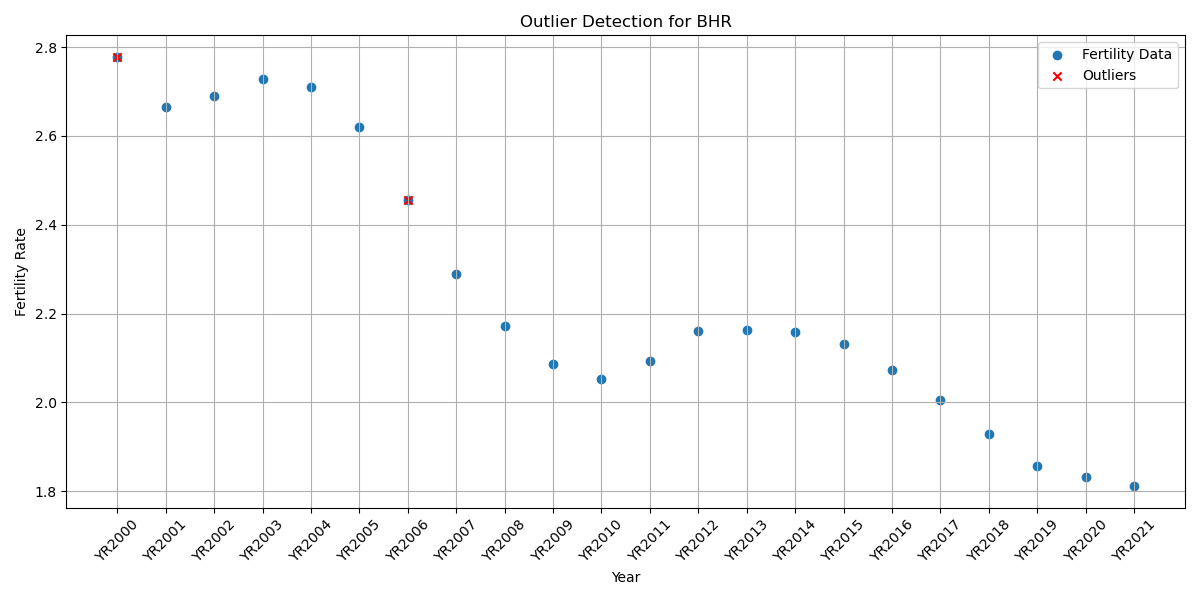 Outlier Detection for BHR
Fertility Data
Outliers
2.8
2.6
2.4
2.2
2.0
1.8
Fertility Rate
YR2000
YR2001
YR2002
YR2003
YR2004
YR2005
YR2006
YR2007
YR2008
YR2009
YR2010
YR2011
YR2012
YR2013
YR2014
YR2015
YR2016
YR2017
YR2018
YR2019
YR2020
YR2021
Year